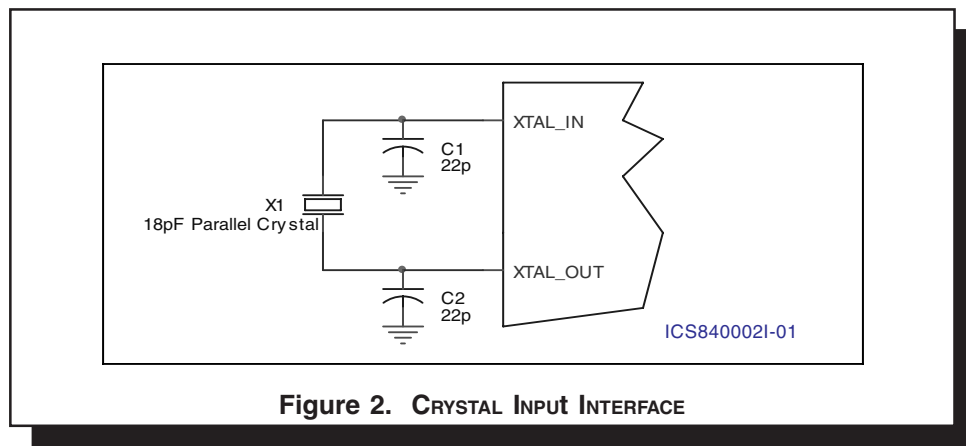 XTAL_IN
C1
22p
X1
18pF Parallel Crystal
XTAL_OUT
C2
22p
ICS840002I-01
Figure 2. CRYSTAL INPUt INTERFACE